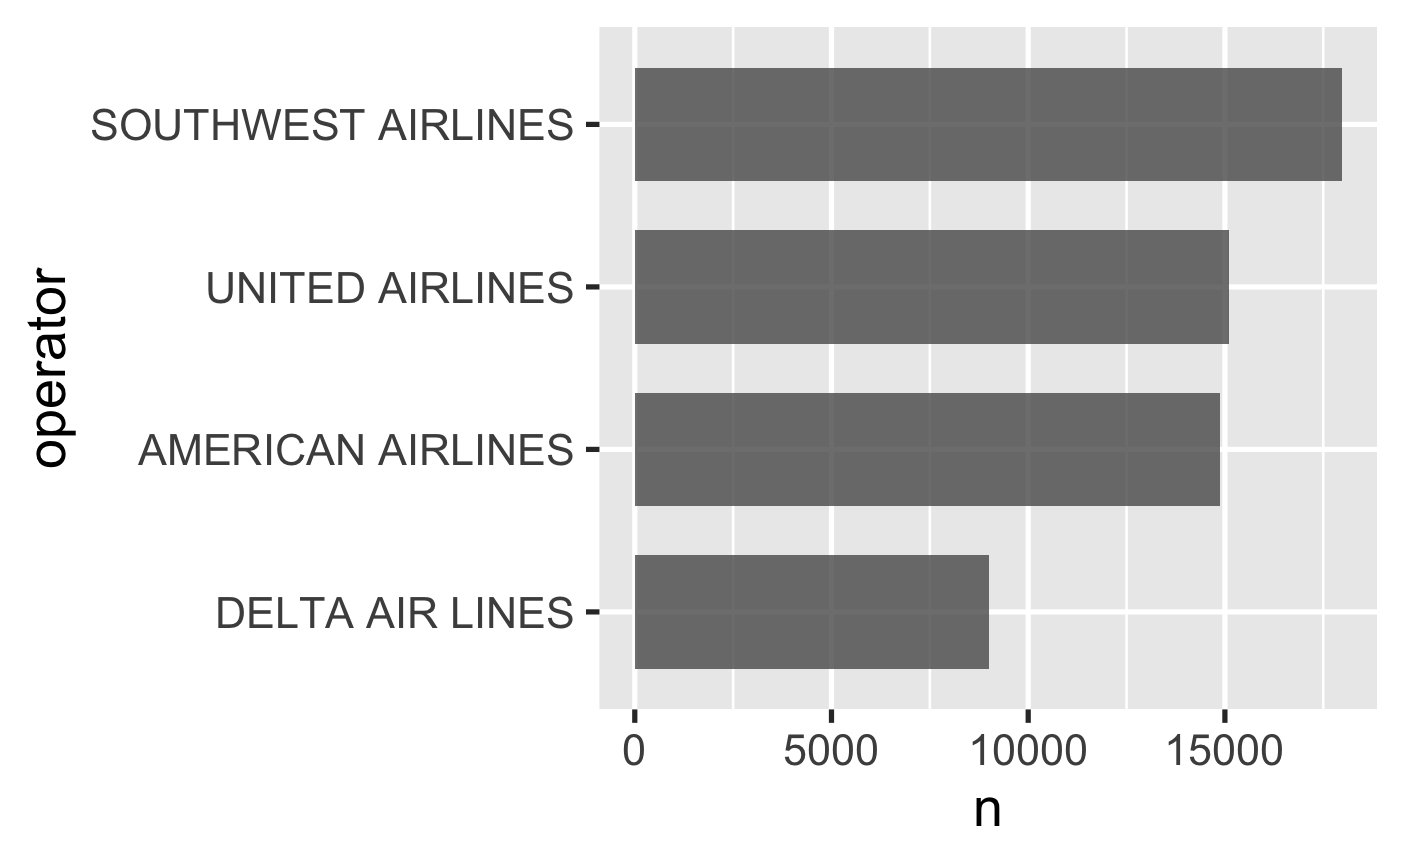 SOUTHWEST AIRLINES
UNITED AIRLINES
AMERICAN AIRLINES
DELTA AIR LINES
operator
0 5000 10000 15000
n